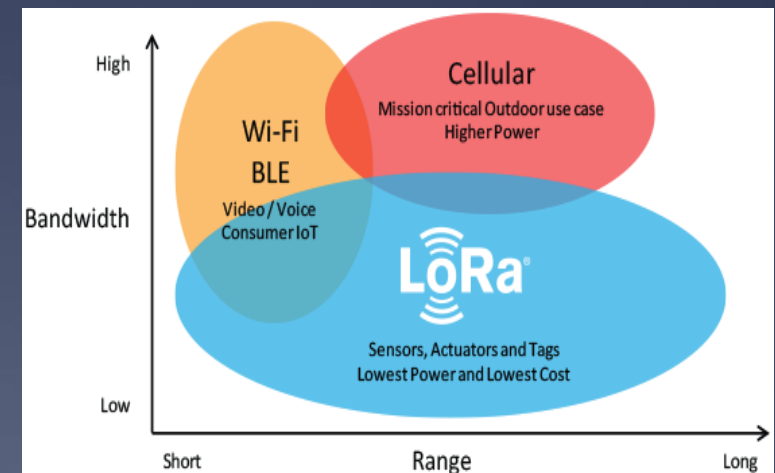 High
Cellular
Mission critical Outdoor use case
Higher Power
Wi-Fi
BLE
Video / Voice
Consumer IoT
Bandwidth
LoRa®
Sensors, Actuators and Tags
Lowest Power and Lowest Cost
Low
Short
Range
Long